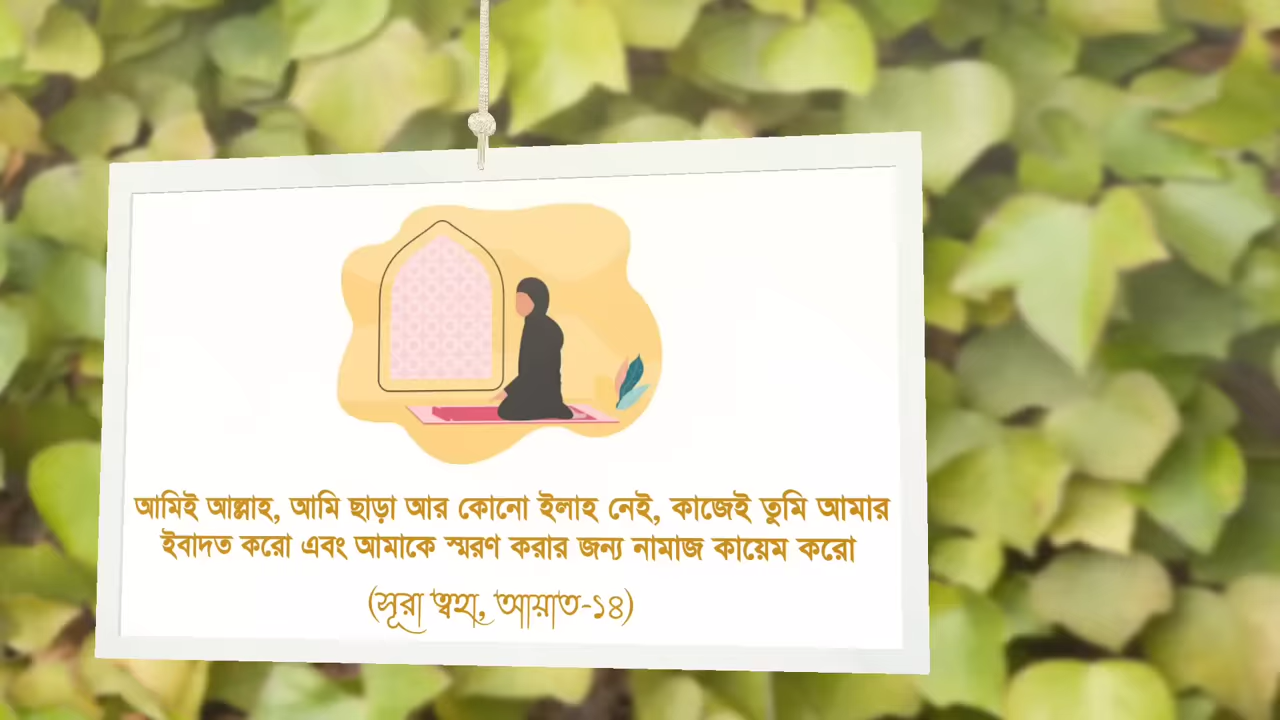 আমিই আল্লাহ, আমি ছাড়া আর কোনো ইলাহ নেই, কাজেই তুমি আমার
ইবাদত করো এবং আমাকে স্মরণ করার জন্য নামাজ কায়েম করো
(সূরা ত্বহা, আয়াত-১৪)